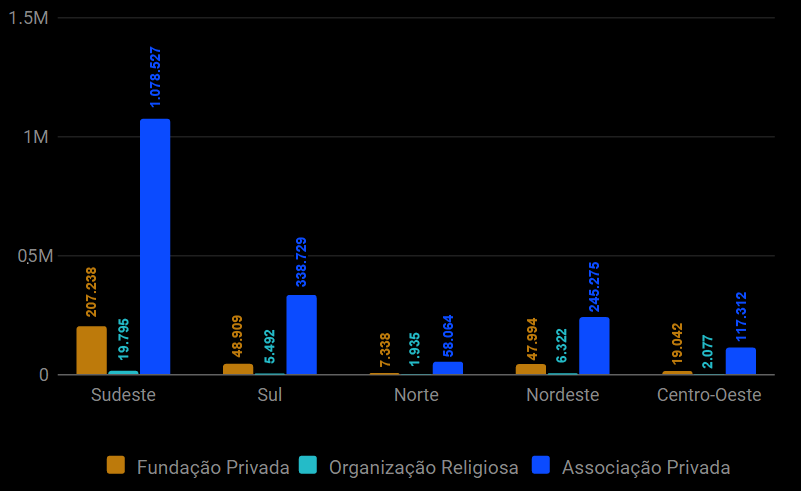 1.5M
1M
0,5M
0
207.238
19.795
1.078.527
48.909
5.492
338.729
7.338
1.935
58.064
47.994
6.322
245.275
19.042
2.077
117.312
Sudeste
Sul
Norte
Nordeste
Centro-Oeste
Fundação Privada
Organização Religiosa
Associação Privada